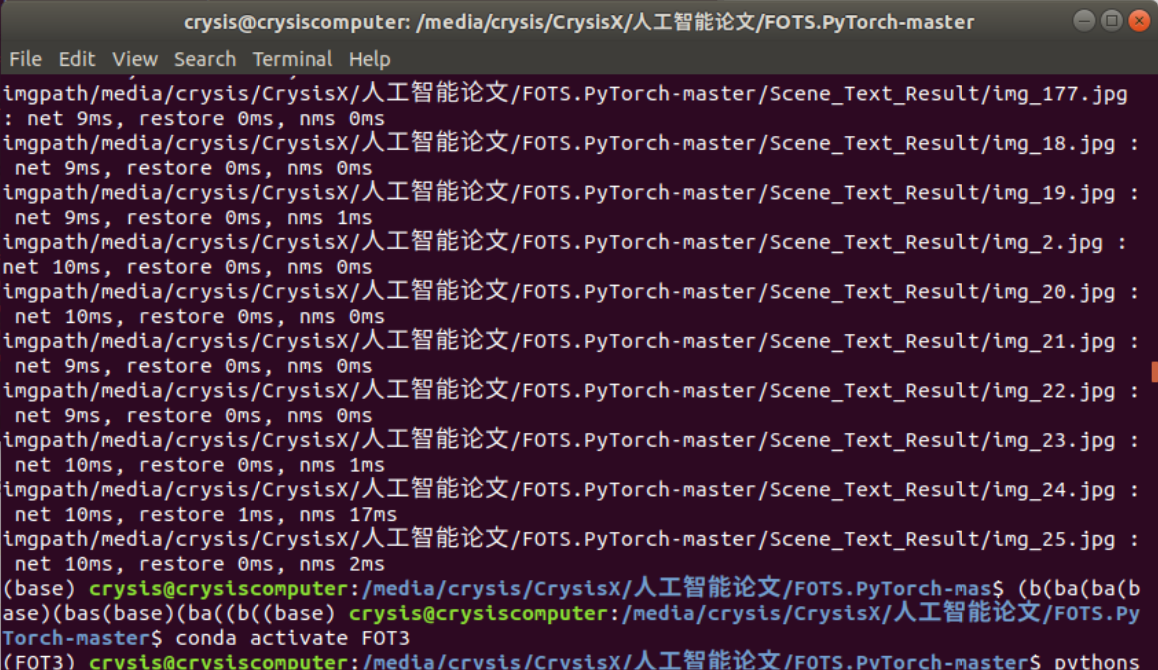 crysis@crysiscomputer: /media/crysis/CrysisX/人工智能论文/FOTS.PyTorch-master
File Edit View Search Terminal Help
imgpath/media/crysis/CrysisX/人工智能论文/FOTS.PyTorch-master/Scene_Text_Result/img_177.jpg
: net 9ms, restore 0ms, nms 0ms
imgpath/media/crysis/CrysisX/人工智能论文/FOTS.PyTorch-master/Scene_Text_Result/img_18.jpg :
net 9ms, restore 0ms, nms 0ms
imgpath/media/crysis/CrysisX/人工智能论文/FOTS.PyTorch-master/Scene_Text_Result/img_19.jpg :
net 9ms, restore 0ms, nms 1ms
imgpath/media/crysis/CrysisX/人工智能论文/FOTS.PyTorch-master/Scene_Text_Result/img_2.jpg :
net 10ms, restore 0ms, nms 0ms
imgpath/media/crysis/CrysisX/人工智能论文/FOTS.PyTorch-master/Scene_Text_Result/img_20.jpg :
net 10ms, restore 0ms, nms 0ms
imgpath/media/crysis/CrysisX/人工智能论文/FOTS.PyTorch-master/Scene_Text_Result/img_21.jpg :
net 9ms, restore 0ms, nms 0ms
imgpath/media/crysis/CrysisX/人工智能论文/FOTS.PyTorch-master/Scene_Text_Result/img_22.jpg :
net 9ms, restore 0ms, nms 0ms
imgpath/media/crysis/CrysisX/人工智能论文/FOTS.PyTorch-master/Scene_Text_Result/img_23.jpg :
net 10ms, restore 0ms, nms 1ms
imgpath/media/crysis/CrysisX/人工智能论文/FOTS.PyTorch-master/Scene_Text_Result/img_24.jpg :
net 10ms, restore 1ms, nms 17ms
imgpath/media/crysis/CrysisX/人工智能论文/FOTS.PyTorch-master/Scene_Text_Result/img_25.jpg :
net 10ms, restore 0ms, nms 2ms
(base) crysis@crysiscomputer:/media/crysis/CrysisX/人工智能论文/FOTS.PyTorch-mas$ (b(ba(ba(b
ase)(bas(base)(ba((b((base) crysis@crysiscomputer:/media/crysis/CrysisX/人工智能论文/FOTS.Py
Torch-master$ conda activate FOT3
(FOT3) crysis@crysiscomputer:/media/crysis/CrysisX/人工智能论文/FOTS.PyTorch-master$ pythons